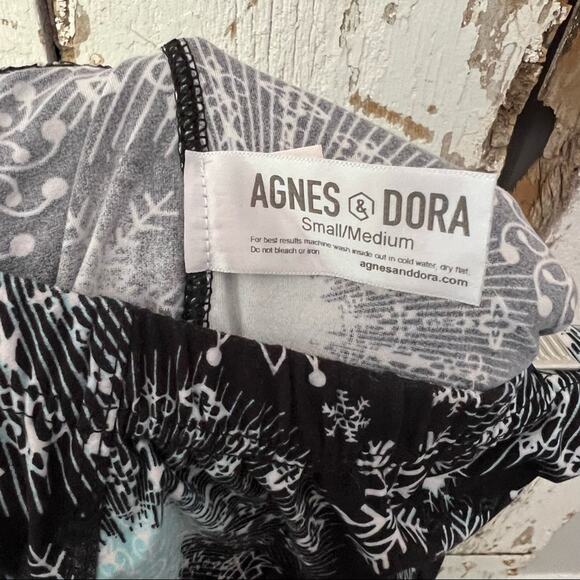 AGNES & DORA
Small/Medium
For best results machine wash inside out in cold water, dry flat.
Do not bleach or iron
agnesanddora.com